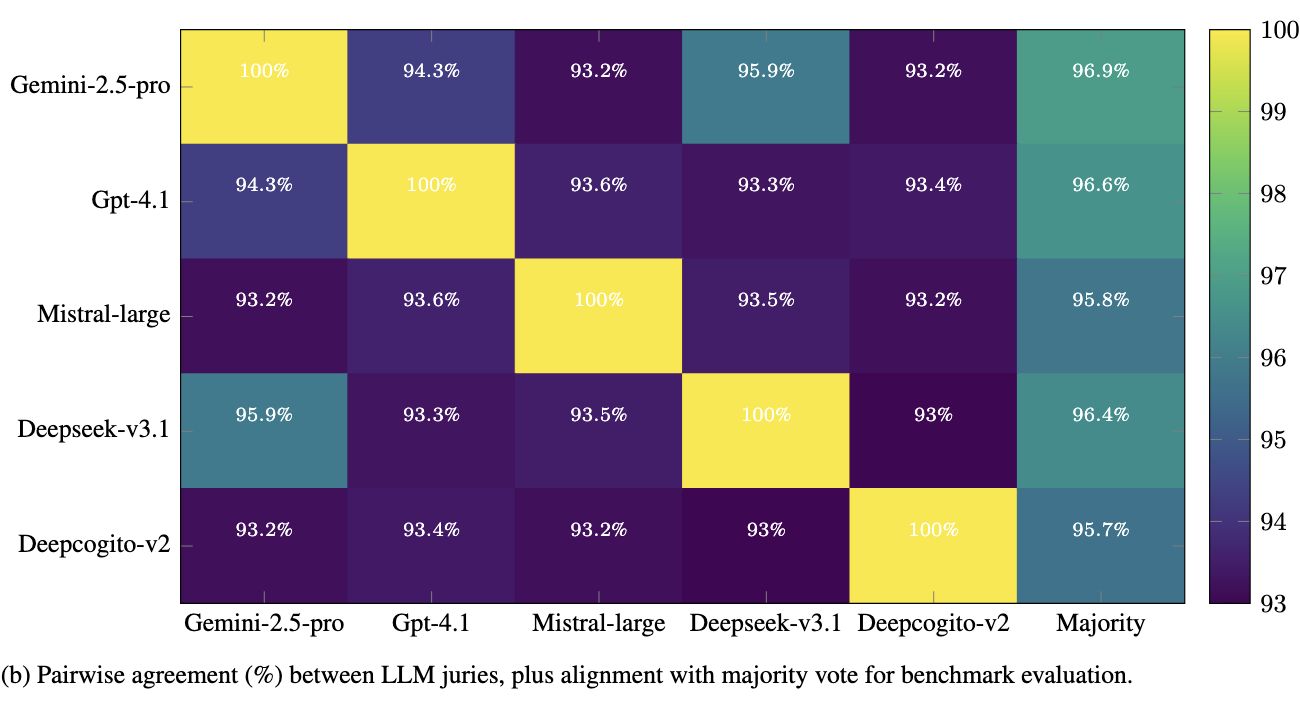 100
Gemini-2.5-pro 100% 94.3% 93.2% 95.9% 93.2% 96.9%
99
Gpt-4.1 94.3% 100% 93.6% 93.3% 93.4% 96.6%
98
97
Mistral-large 93.2% 93.6% 100% 93.5% 93.2% 95.8%
96
Deepseek-v3.1 95.9% 93.3% 93.5% 100% 93% 96.4%
95
94
Deepcogito-v2 93.2% 93.4% 93.2% 93% 100% 95.7%
93
Gemini-2.5-pro Gpt-4.1 Mistral-large Deepseek-v3.1 Deepcogito-v2 Majority
(b) Pairwise agreement (%) between LLM juries, plus alignment with majority vote for benchmark evaluation.